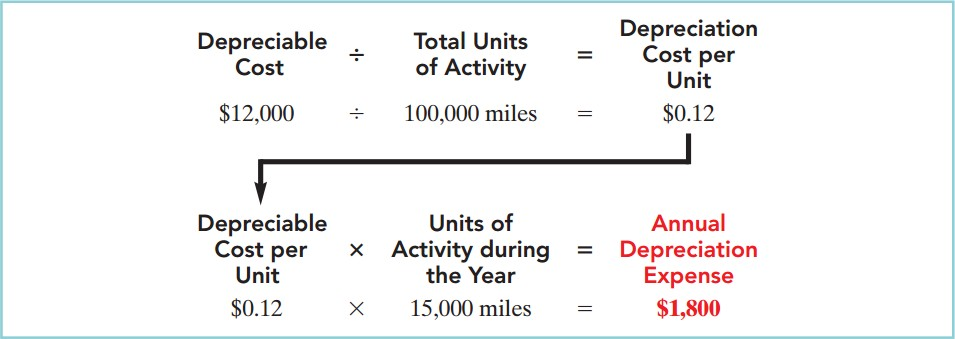 Depreciable Cost ÷ Total Units of Activity = Depreciation Cost per Unit
$12,000 ÷ 100,000 miles = $0.12
Depreciable Cost per Unit × Units of Activity during the Year = Annual Depreciation Expense
$0.12 × 15,000 miles = $1,800